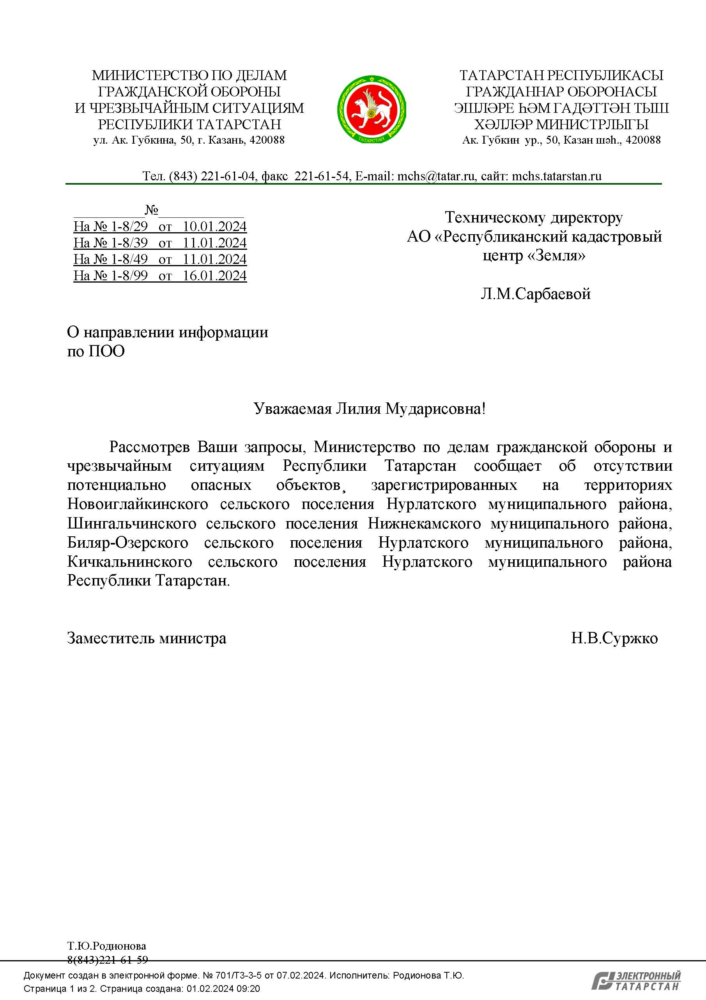 МИНИСТЕРСТВО ПО ДЕЛАМ
ГРАЖДАНСКОЙ ОБОРОНЫ
И ЧРЕЗВЫЧАЙНЫМ СИТУАЦИЯМ
РЕСПУБЛИКИ ТАТАРСТАН
ул. Ак. Губкина, 50, г. Казань, 420088
ТАТАРСТАН
ТАТАРСТАН РЕСПУБЛИКАСЫ
ГРАЖДАННАР ОБОРОНАСЫ
ЭШЛӘРЕ ҺӘМ ГАДӘТТӘН ТЫШ
ХӘЛЛӘР МИНИСТРЛЫГЫ
Ак. Губкин ур., 50, Казан шәһ., 420088
Тел. (843) 221-61-04, факс 221-61-54, E-mail: mchs@tatar.ru, сайт: mchs.tatarstan.ru
__________№____________
На № 1-8/29 от 10.01.2024
На № 1-8/39 от 11.01.2024
На № 1-8/49 от 11.01.2024
На № 1-8/99 от 16.01.2024
Техническому директору
АО «Республиканский кадастровый
центр «Земля»
Л.М.Сарбаевой
О направлении информации
по ПОО
Уважаемая Лилия Мударисовна!
Рассмотрев Ваши запросы, Министерство по делам гражданской обороны и
чрезвычайным ситуациям Республики Татарстан сообщает об отсутствии
потенциально опасных объектов, зарегистрированных на территориях
Новоиглайкинского сельского поселения Нурлатского муниципального района,
Шингальчинского сельского поселения Нижнекамского муниципального района,
Биляр-Озерского сельского поселения Нурлатского муниципального района,
Кичкальнинского сельского поселения Нурлатского муниципального района
Республики Татарстан.
Заместитель министра Н.В.Суржко
Т.Ю.Родионова
8(843)221-61-59
Документ создан в электронной форме. № 701/ТЗ-3-5 от 07.02.2024. Исполнитель: Родионова Т.Ю.
Страница 1 из 2. Страница создана: 01.02.2024 09:20
ЭЛЕКТРОННЫЙ
ТАТАРСТАН